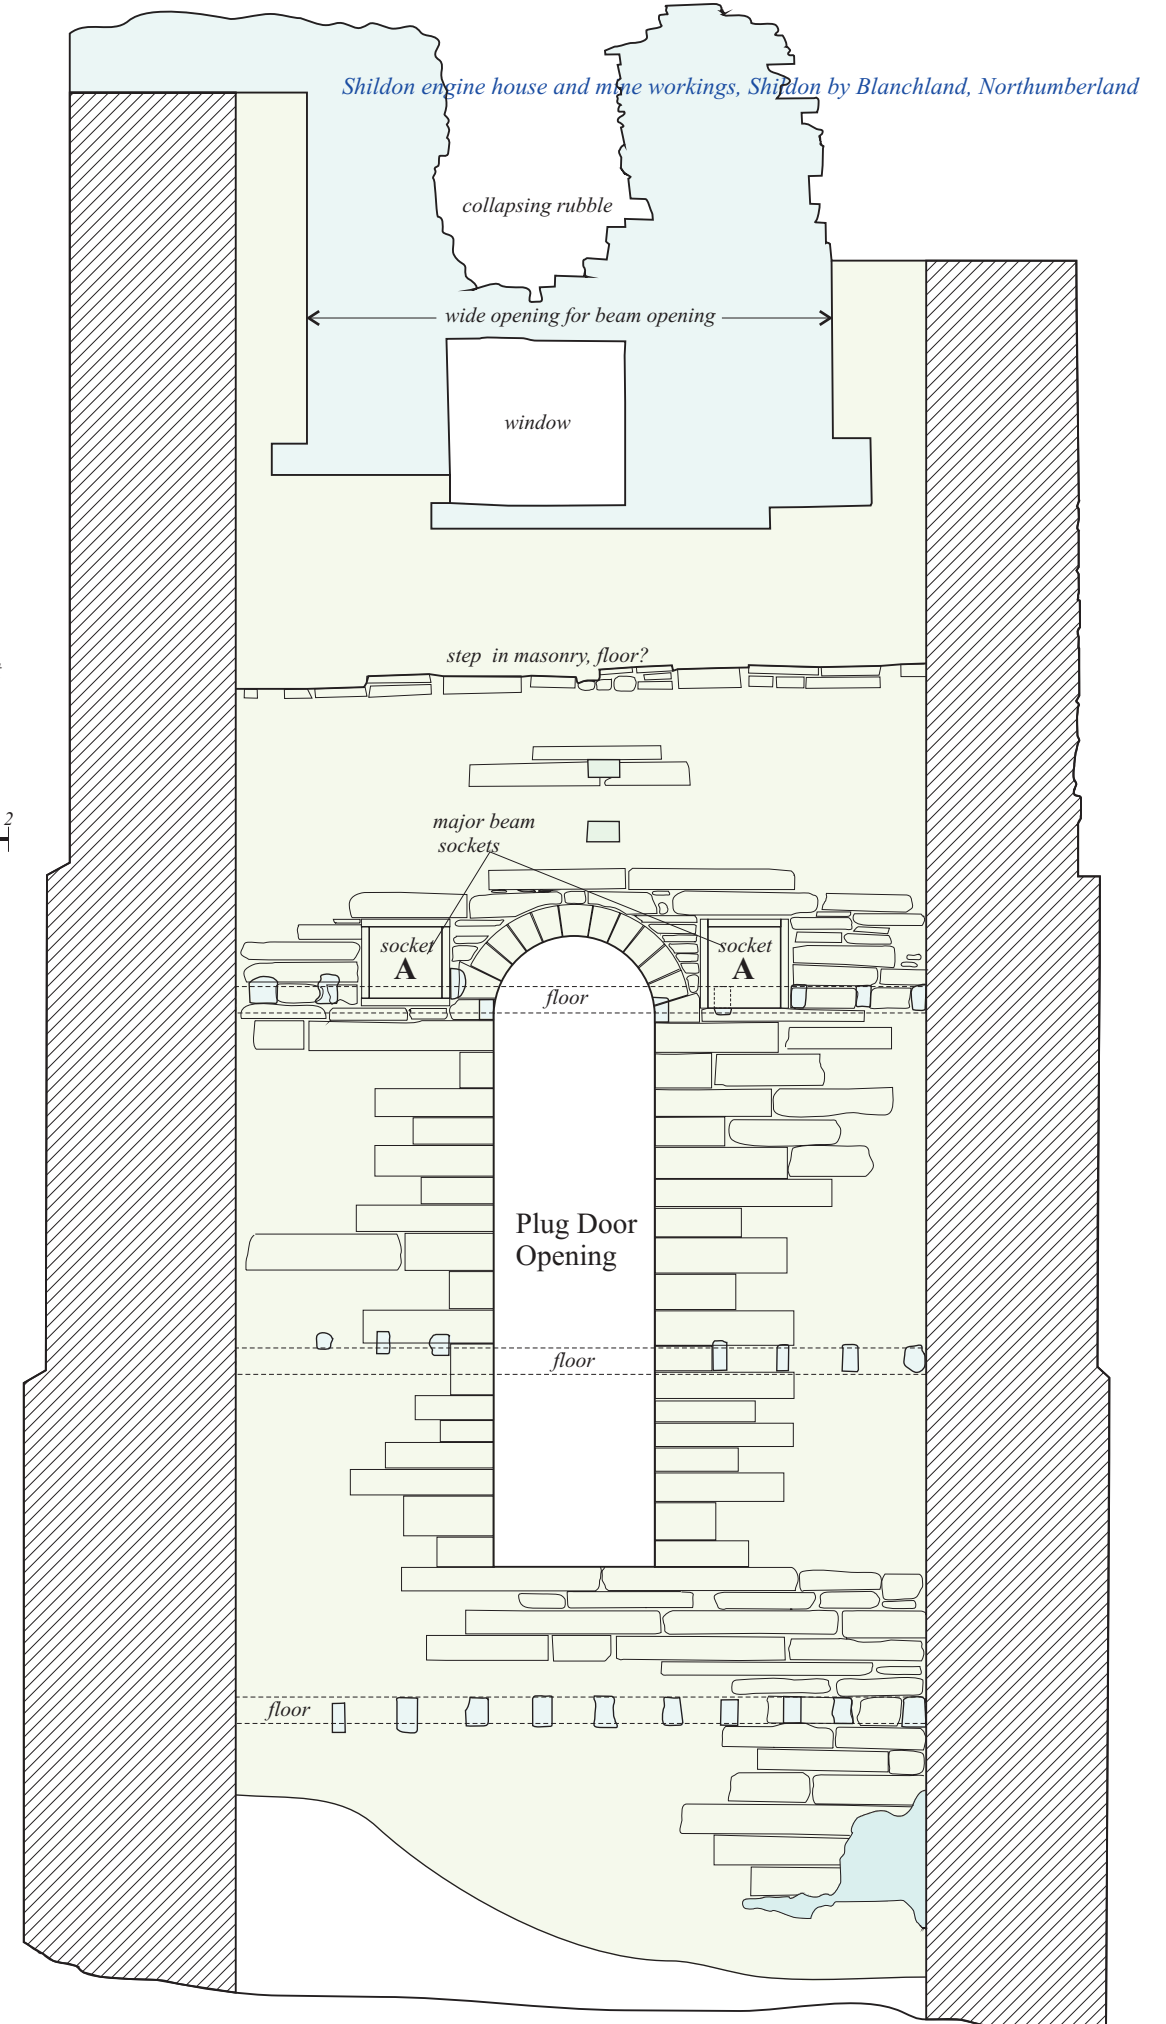 Shildon engine house and mine workings, Shildon by Blanchland, Northumberland
collapsing rubble
wide opening for beam opening
window
step in masonry, floor?
2
major beam
sockets
socket
A
socket
A
floor
Plug Door
Opening
floor
floor